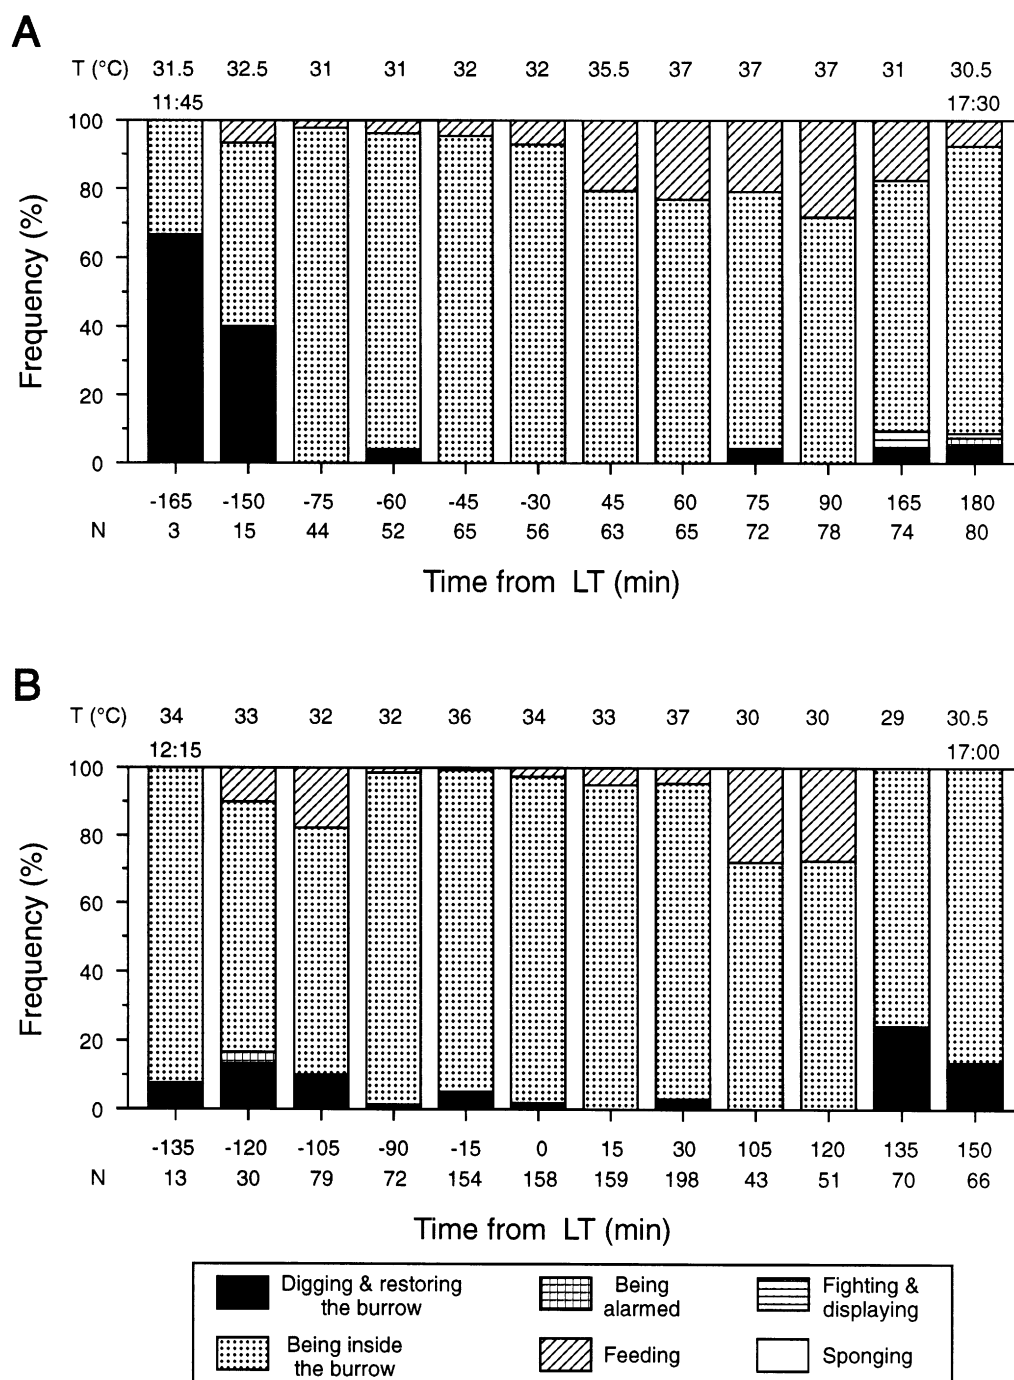 A
T (°C) 31.5 32.5 31 31 32 32 35.5 37 37 37 31 30.5
11:45 17:30
100
80
60
40
20
0
Frequency (%)
-165 -150 -75 -60 -45 -30 45 60 75 90 165 180
N 3 15 44 52 65 56 63 65 72 78 74 80
Time from LT (min)
B
T (°C) 34 33 32 32 36 34 33 37 30 30 29 30.5
12:15 17:00
100
80
60
40
20
0
Frequency (%)
-135 -120 -105 -90 -15 0 15 30 105 120 135 150
N 13 30 79 72 154 158 159 198 43 51 70 66
Time from LT (min)
Digging & restoring
the burrow
Being
alarmed
Fighting &
displaying
Being inside
the burrow
Feeding
Sponging